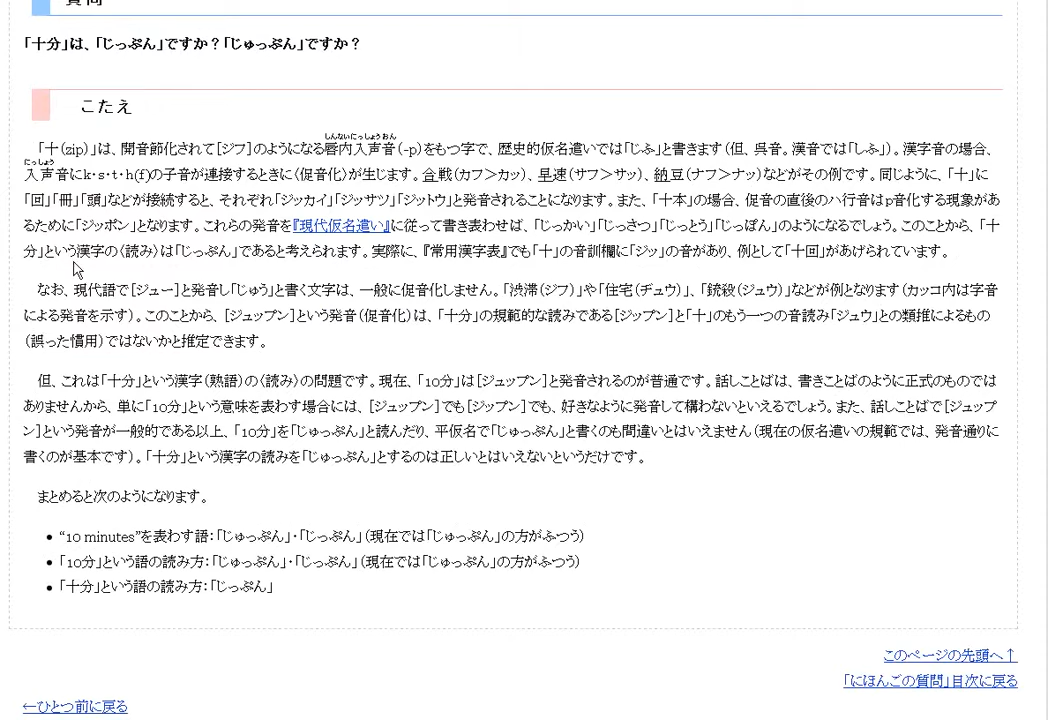 質問
「十分」は、「じっぷん」ですか？「じゅっぷん」ですか？
こたえ
しんないにっしょうおん
「十(zip)」は、開音節化されて[ジフ]のようになる唇内入声音(-p)をもつ字で、歴史的仮名遣いでは「じふ」と書きます(但、呉音。漢音では「しふ」)。漢字音の場合、
にっしょう
入声音にk・s・t・h(f)の子音が連接するときに〈促音化〉が生じます。合戦(カフ＞カッ)、早速(サフ＞サッ)、納豆(ナフ＞ナッ)などがその例です。同じように、「十」に
「回」「冊」「頭」などが接続すると、それぞれ「ジッカイ」「ジッサツ」「ジットウ」と発音されることになります。また、「十本」の場合、促音の直後のハ行音はp音化する現象があ
るために「ジッポン」となります。これらの発音を『現代仮名遣い』に従って書き表わせば、「じっかい」「じっさつ」「じっとう」「じっぽん」のようになるでしょう。このことから、「十
分」という漢字の〈読み〉は「じっぷん」であると考えられます。実際に、『常用漢字表』でも「十」の音訓欄に「ジッ」の音があり、例として「十回」があげられています。
なお、現代語で[ジュー]と発音し「じゅう」と書く文字は、一般に促音化しません。「渋滞(ジフ)」や「住宅(ヂュウ)」、「銃殺(ジュウ)」などが例となります(カッコ内は字音
による発音を示す)。このことから、[ジュップン]という発音(促音化)は、「十分」の規範的な読みである[ジップン]と「十」のもう一つの音読み「ジュウ」との類推によるもの
(誤った慣用)ではないかと推定できます。
但、これは「十分」という漢字(熟語)の〈読み〉の問題です。現在、「10分」は[ジュップン]と発音されるのが普通です。話しことばは、書きことばのように正式のものでは
ありませんから、単に「10分」という意味を表わす場合には、[ジュップン]でも[ジップン]でも、好きなように発音して構わないといえるでしょう。また、話しことばで[ジュップ
ン]という発音が一般的である以上、「10分」を「じゅっぷん」と読んだり、平仮名で「じゅっぷん」と書くのも間違いとはいえません(現在の仮名遣いの規範では、発音通りに
書くのが基本です)。「十分」という漢字の読みを「じゅっぷん」とするのは正しいとはいえないというだけです。
まとめると次のようになります。
• “10 minutes”を表わす語：「じゅっぷん」・「じっぷん」(現在では「じゅっぷん」の方がふつう)
• 「10分」という語の読み方：「じゅっぷん」・「じっぷん」(現在では「じゅっぷん」の方がふつう)
• 「十分」という語の読み方：「じっぷん」
このページの先頭へ↑
「にほんごの質問」目次に戻る
←ひとつ前に戻る